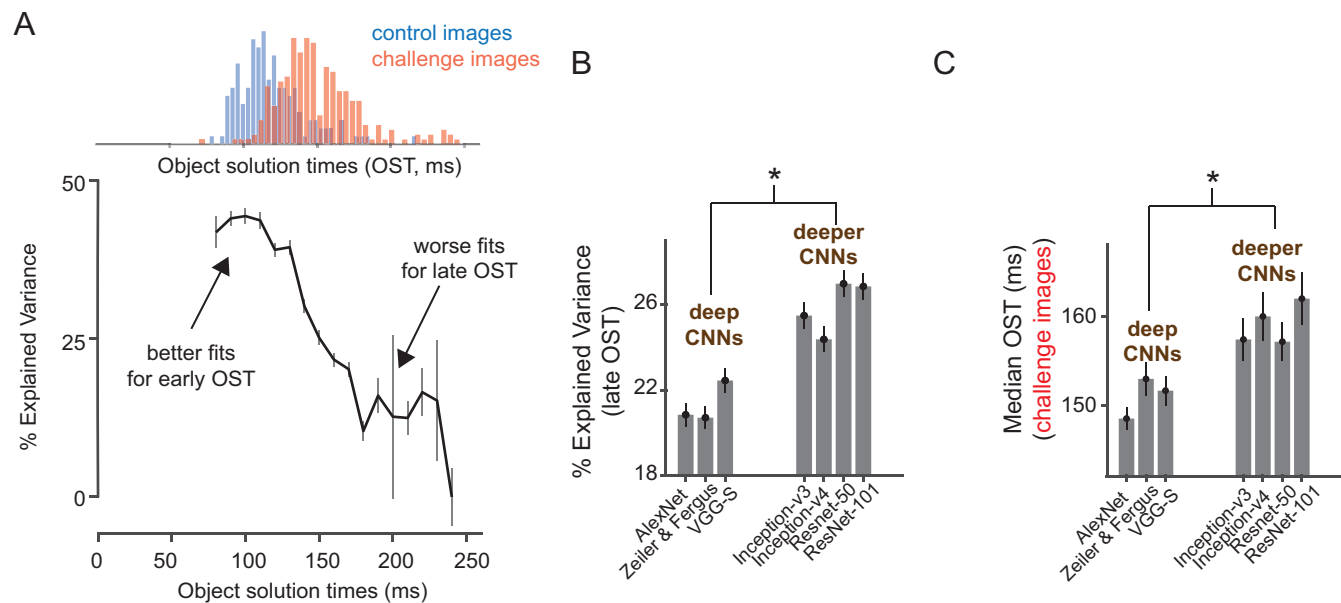 A
control images
challenge images
Object solution times (OST, ms)
50
25
0
% Explained Variance
better fits
for early OST
worse fits
for late OST
0
50
100
150
200
250
Object solution times (ms)
B
*
deep
CNNs
deeper
CNNs
26
22
18
% Explained Variance
(late OST)
AlexNet
Zeiler & Fergus
VGG-S
Inception-v3
Inception-v4
Resnet-50
ResNet-101
C
*
deep
CNNs
deeper
CNNs
160
150
Median OST (ms)
(challenge images)
AlexNet
Zeiler & Fergus
VGG-S
Inception-v3
Inception-v4
Resnet-50
ResNet-101